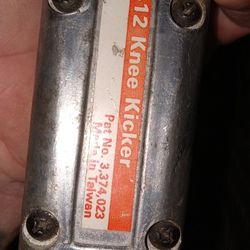 12 Knee Kicker
Pat No. 3,374,023
Made in Taiwan